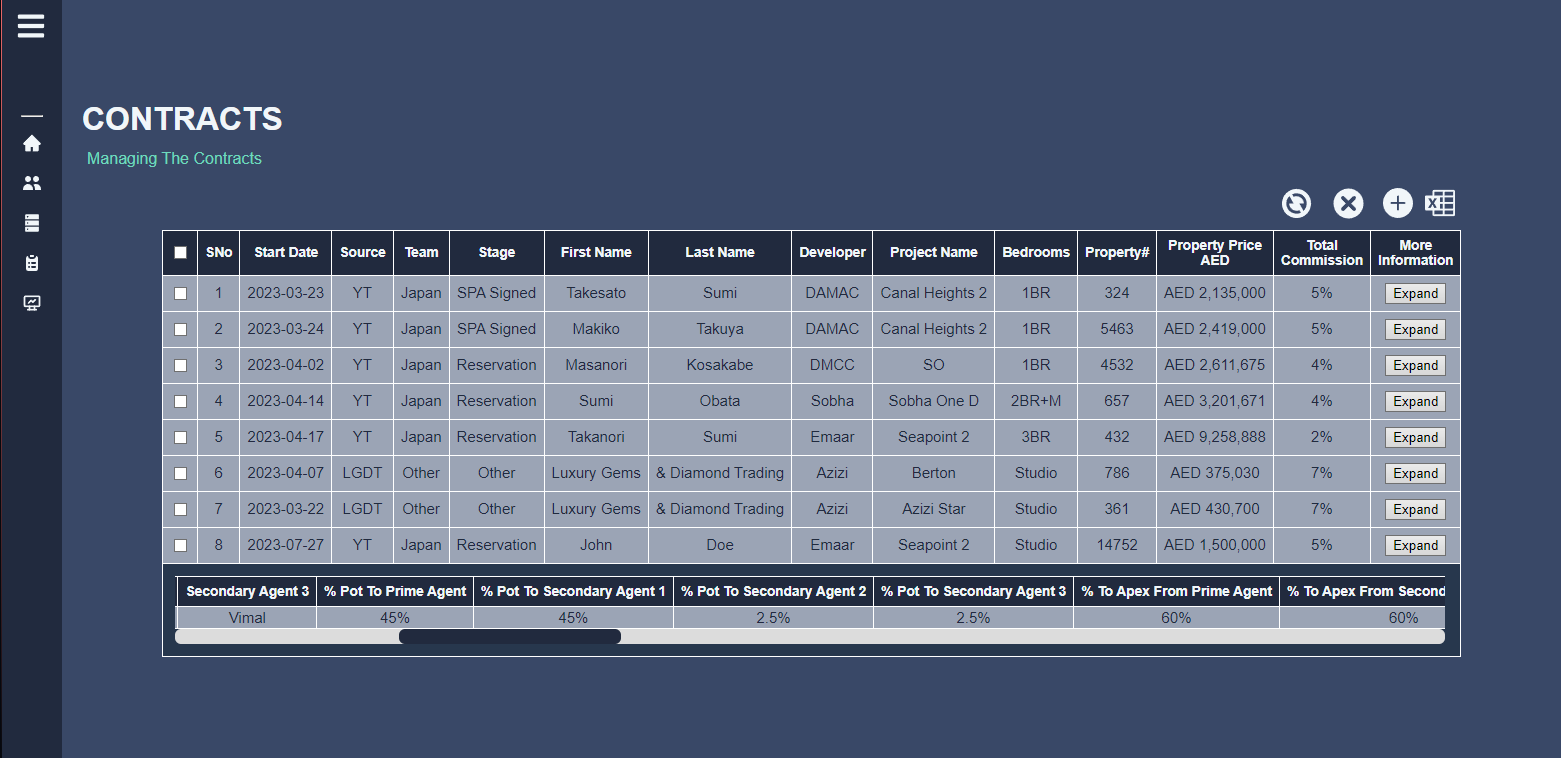 CONTRACTS
Managing The Contracts
SNo Start Date Source Team Stage First Name Last Name Developer Project Name Bedrooms Property# Property Price AED Total Commission More Information
1 2023-03-23 YT Japan SPA Signed Takesato Sumi DAMAC Canal Heights 2 1BR 324 AED 2,135,000 5% Expand
2 2023-03-24 YT Japan SPA Signed Makiko Takuya DAMAC Canal Heights 2 1BR 5463 AED 2,419,000 5% Expand
3 2023-04-02 YT Japan Reservation Masanori Kosakabe DMCC SO 1BR 4532 AED 2,611,675 4% Expand
4 2023-04-14 YT Japan Reservation Sumi Obata Sobha Sobha One D 2BR+M 657 AED 3,201,671 4% Expand
5 2023-04-17 YT Japan Reservation Takanori Sumi Emaar Seapoint 2 3BR 432 AED 9,258,888 2% Expand
6 2023-04-07 LGDT Other Other Luxury Gems & Diamond Trading Azizi Berton Studio 786 AED 375,030 7% Expand
7 2023-03-22 LGDT Other Other Luxury Gems & Diamond Trading Azizi Azizi Star Studio 361 AED 430,700 7% Expand
8 2023-07-27 YT Japan Reservation John Doe Emaar Seapoint 2 Studio 14752 AED 1,500,000 5% Expand
Secondary Agent 3 % Pot To Prime Agent % Pot To Secondary Agent 1 % Pot To Secondary Agent 2 % Pot To Secondary Agent 3 % To Apex From Prime Agent % To Apex From Second
Vimal 45% 45% 2.5% 2.5% 60% 60%